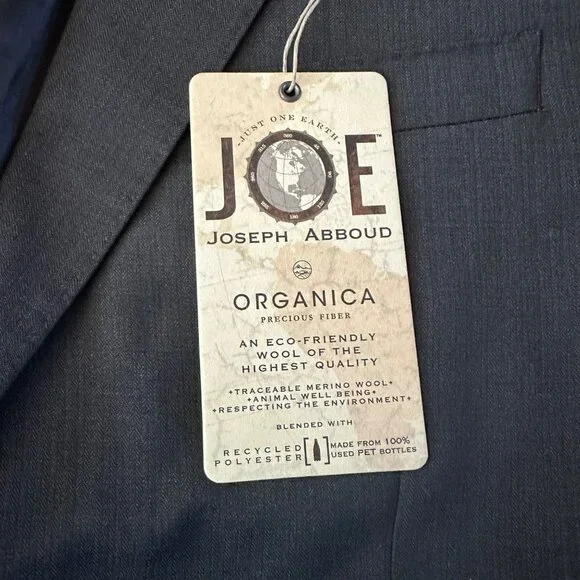 -JUST ONE EARTH-
JOE™
JOSEPH ABBOUD
ORGANICA
PRECIOUS FIBER
AN ECO-FRIENDLY
WOOL OF THE
HIGHEST QUALITY
+TRACEABLE MERINO WOOL+
+ANIMAL WELL BEING+
+RESPECTING THE ENVIRONMENT+
BLENDED WITH
RECYCLED
POLYESTER
MADE FROM 100%
USED PET BOTTLES